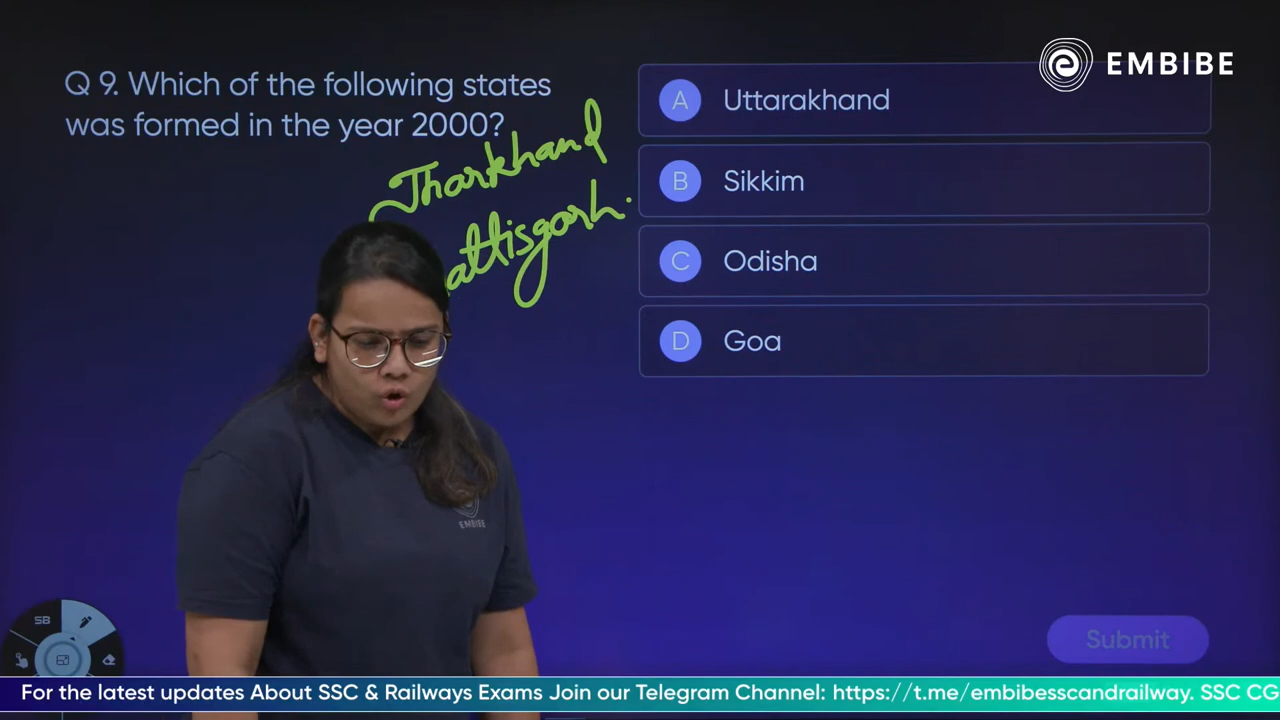 EMBIBE
Q 9. Which of the following states
was formed in the year 2000?
Jharkhand
attisgarh.
A Uttarakhand
B Sikkim
C Odisha
D Goa
EMBIBE
SB
Submit
For the latest updates About SSC & Railways Exams Join our Telegram Channel: https://t.me/embibesscandrailway. SSC CG